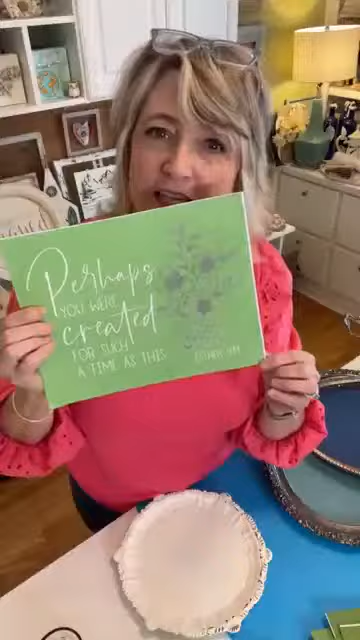 Perhaps
YOU WERE
created
FOR SUCH
A TIME AS THIS
ESTHER 4:14